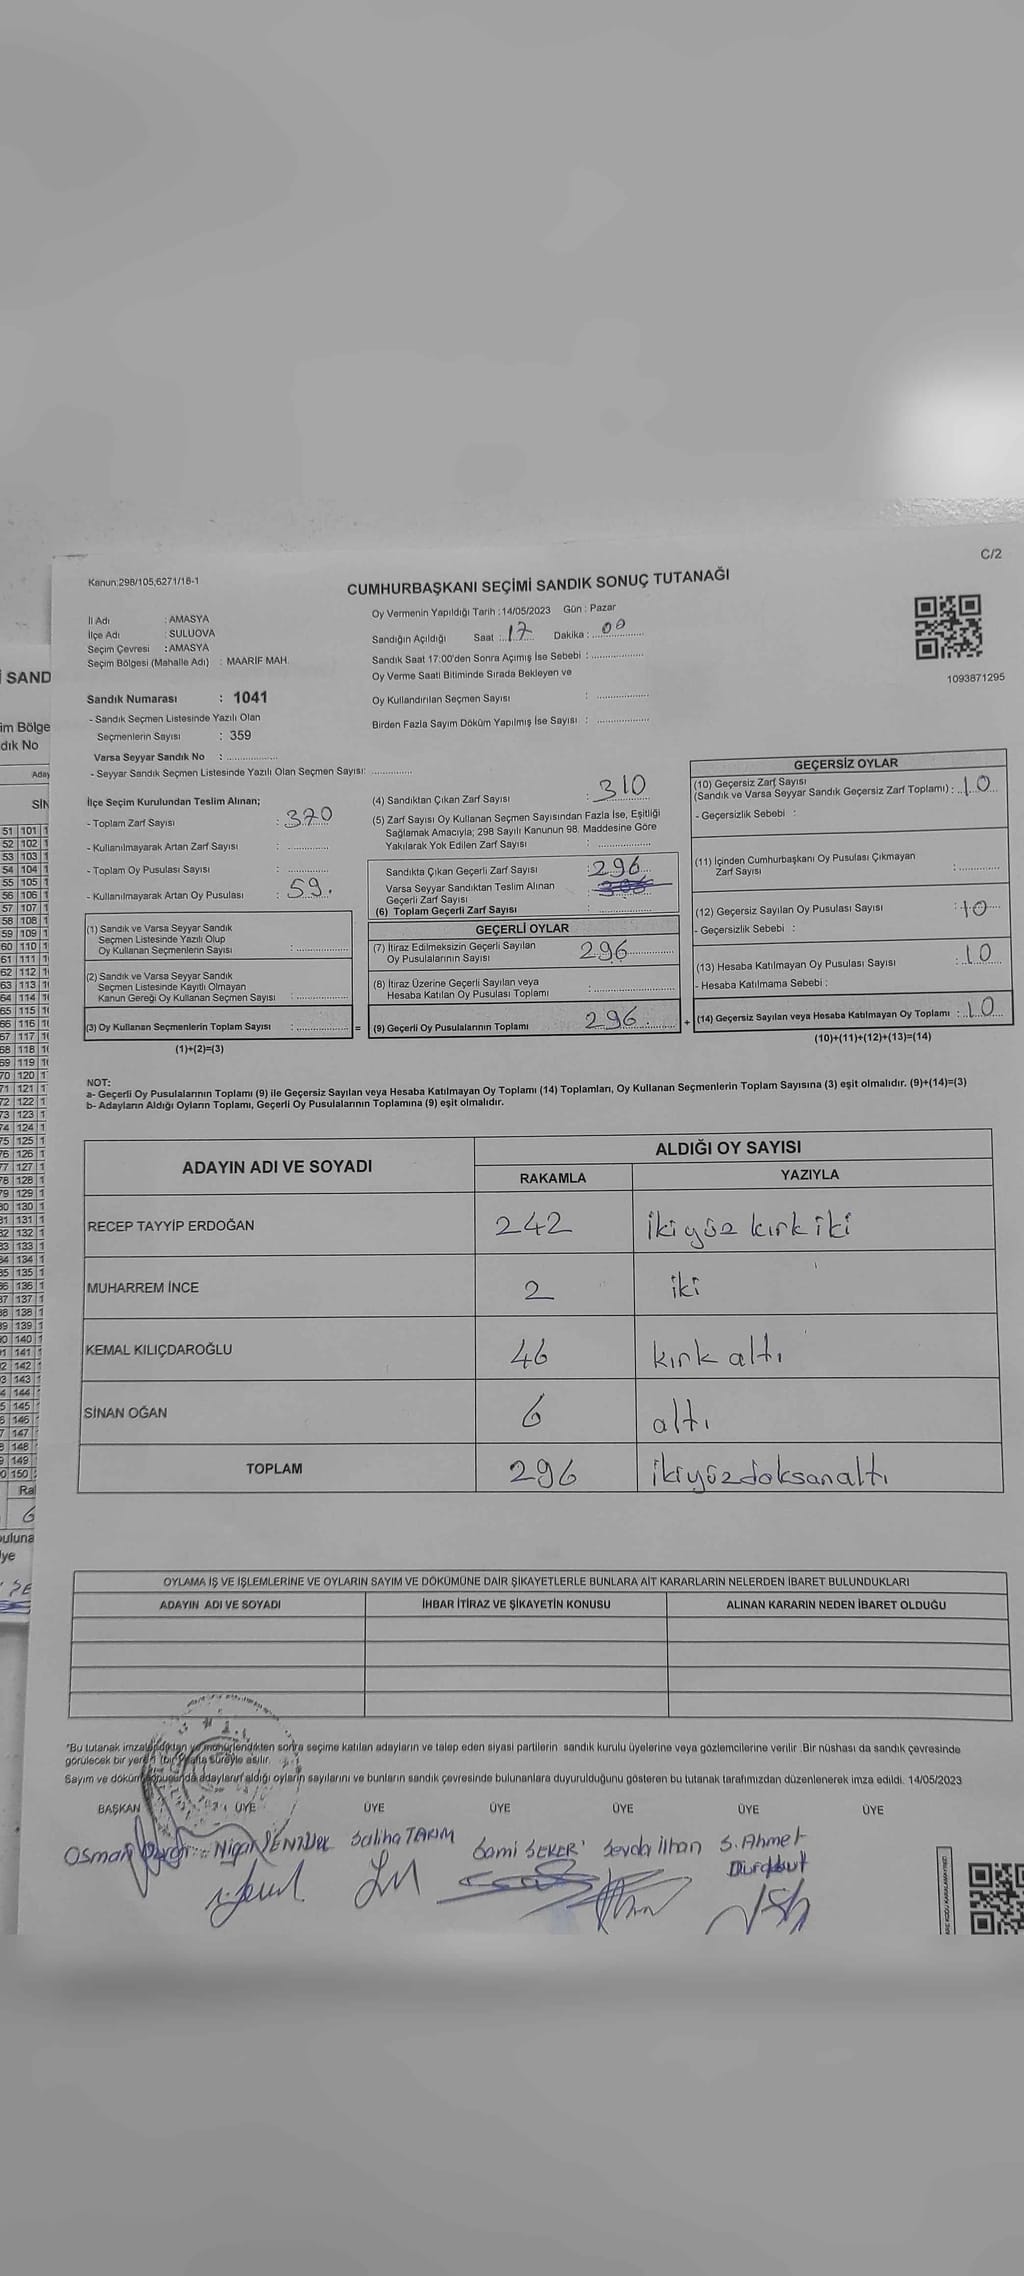 C/2
Kanun:298/105,6271/18-1
CUMHURBAŞKANI SEÇİMİ SANDIK SONUÇ TUTANAĞI
İl Adı : AMASYA
İlçe Adı : SULUOVA
Seçim Çevresi : AMASYA
Seçim Bölgesi (Mahalle Adı) : MAARİF MAH.
Oy Vermenin Yapıldığı Tarih : 14/05/2023 Gün : Pazar
Sandığın Açıldığı Saat : 17 Dakika : 00
Sandık Saat 17:00'den Sonra Açımış İse Sebebi :
Oy Verme Saati Bitiminde Sırada Bekleyen ve
Oy Kullandırılan Seçmen Sayısı :
Birden Fazla Sayım Döküm Yapılmış İse Sayısı :
1093871295
Sandık Numarası : 1041
- Sandık Seçmen Listesinde Yazılı Olan
Seçmenlerin Sayısı : 359
Varsa Seyyar Sandık No :
- Seyyar Sandık Seçmen Listesinde Yazılı Olan Seçmen Sayısı:
İlçe Seçim Kurulundan Teslim Alınan;
- Toplam Zarf Sayısı : 370
- Kullanılmayarak Artan Zarf Sayısı :
- Toplam Oy Pusulası Sayısı :
- Kullanılmayarak Artan Oy Pusulası : 59.
(1) Sandık ve Varsa Seyyar Sandık
Seçmen Listesinde Yazılı Olup
Oy Kullanan Seçmenlerin Sayısı :
(2) Sandık ve Varsa Seyyar Sandık
Seçmen Listesinde Kayıtlı Olmayan
Kanun Gereği Oy Kullanan Seçmen Sayısı :
(3) Oy Kullanan Seçmenlerin Toplam Sayısı : =
(1)+(2)=(3)
(4) Sandıktan Çıkan Zarf Sayısı : 310
(5) Zarf Sayısı Oy Kullanan Seçmen Sayısından Fazla İse, Eşitliği
Sağlamak Amacıyla; 298 Sayılı Kanunun 98. Maddesine Göre
Yakılarak Yok Edilen Zarf Sayısı :
Sandıkta Çıkan Geçerli Zarf Sayısı : 296
Varsa Seyyar Sandıktan Teslim Alınan
Geçerli Zarf Sayısı :
(6) Toplam Geçerli Zarf Sayısı :
GEÇERLİ OYLAR
(7) İtiraz Edilmeksizin Geçerli Sayılan
Oy Pusulalarının Sayısı : 296
(8) İtiraz Üzerine Geçerli Sayılan veya
Hesaba Katılan Oy Pusulası Toplamı :
(9) Geçerli Oy Pusulalarının Toplamı : 296. +
GEÇERSİZ OYLAR
(10) Geçersiz Zarf Sayısı
(Sandık ve Varsa Seyyar Sandık Geçersiz Zarf Toplamı) : 10
- Geçersizlik Sebebi :
(11) İçinden Cumhurbaşkanı Oy Pusulası Çıkmayan
Zarf Sayısı :
(12) Geçersiz Sayılan Oy Pusulası Sayısı : 10
- Geçersizlik Sebebi :
(13) Hesaba Katılmayan Oy Pusulası Sayısı : 10
- Hesaba Katılmama Sebebi :
(14) Geçersiz Sayılan veya Hesaba Katılmayan Oy Toplamı : 10
(10)+(11)+(12)+(13)=(14)
NOT:
a- Geçerli Oy Pusulalarının Toplamı (9) ile Geçersiz Sayılan veya Hesaba Katılmayan Oy Toplamı (14) Toplamları, Oy Kullanan Seçmenlerin Toplam Sayısına (3) eşit olmalıdır. (9)+(14)=(3)
b- Adayların Aldığı Oyların Toplamı, Geçerli Oy Pusulalarının Toplamına (9) eşit olmalıdır.
ADAYIN ADI VE SOYADI
ALDIĞI OY SAYISI
RAKAMLA YAZIYLA
RECEP TAYYİP ERDOĞAN 242 ikiyüz kırk iki
MUHARREM İNCE 2 iki
KEMAL KILIÇDAROĞLU 46 kırk altı
SİNAN OĞAN 6 altı
TOPLAM 296 ikiyüzdoksanaltı
OYLAMA İŞ VE İŞLEMLERİNE VE OYLARIN SAYIM VE DÖKÜMÜNE DAİR ŞİKAYETLERLE BUNLARA AİT KARARLARIN NELERDEN İBARET BULUNDUKLARI
ADAYIN ADI VE SOYADI İHBAR İTİRAZ VE ŞİKAYETİN KONUSU ALINAN KARARIN NEDEN İBARET OLDUĞU
"Bu tutanak imzalandıktan ve mühürlendikten sonra seçime katılan adayların ve talep eden siyasi partilerin sandık kurulu üyelerine veya gözlemcilerine verilir. Bir nüshası da sandık çevresinde
görülecek bir yere (bir) hafta süreyle asılır.
Sayım ve döküm sonucunda adayların aldığı oyların sayılarını ve bunların sandık çevresinde bulunanlara duyurulduğunu gösteren bu tutanak tarafımızdan düzenlenerek imza edildi. 14/05/2023
BAŞKAN ÜYE ÜYE ÜYE ÜYE ÜYE ÜYE
Osman Nigar Saliha TARIM Sami ŞEKER Sevda ilhan S. Ahmet